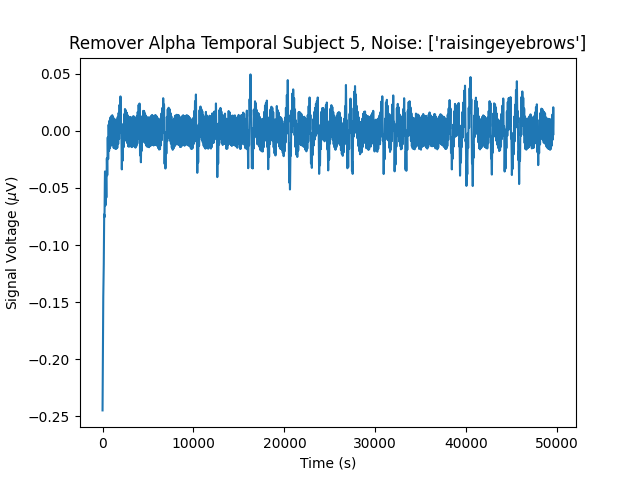 Remover Alpha Temporal Subject 5, Noise: ['raisingeyebrows']
Signal Voltage (μV)
0.05
0.00
−0.05
−0.10
−0.15
−0.20
−0.25
0 10000 20000 30000 40000 50000
Time (s)